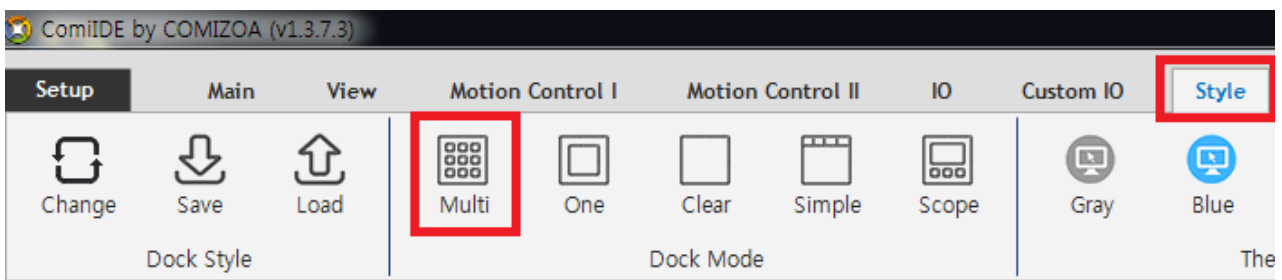 ComiIDE by COMIZOA (v1.3.7.3)
Setup Main View Motion Control I Motion Control II IO Custom IO Style
Change Save Load Multi One Clear Simple Scope Gray Blue
Dock Style Dock Mode The